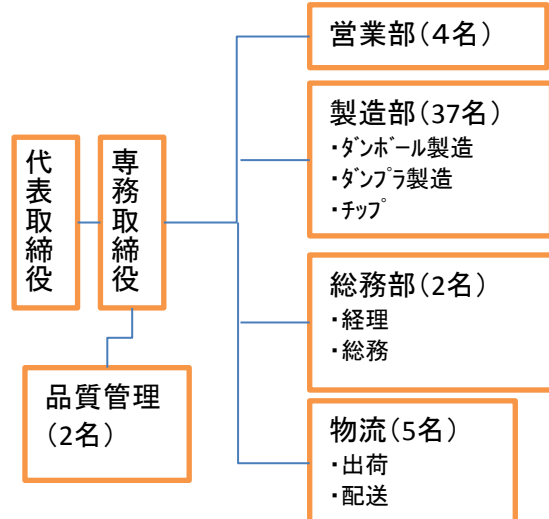 代表取締役
専務取締役
品質管理
(2名)
営業部(4名)
製造部(37名)
・ダンボール製造
・ダンプラ製造
・チップ
総務部(2名)
・経理
・総務
物流(5名)
・出荷
・配送